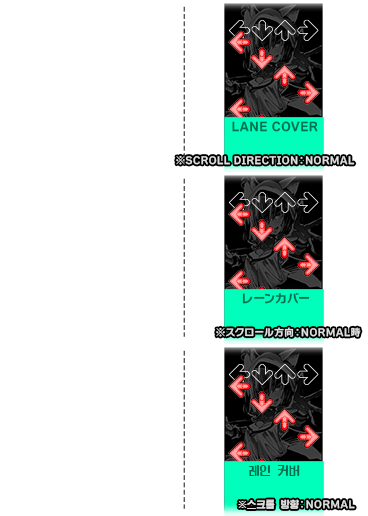 LANE COVER
※SCROLL DIRECTION:NORMAL
レーンカバー
※スクロール方向:NORMAL時
레인 커버
※스크롤 방향:NORMAL